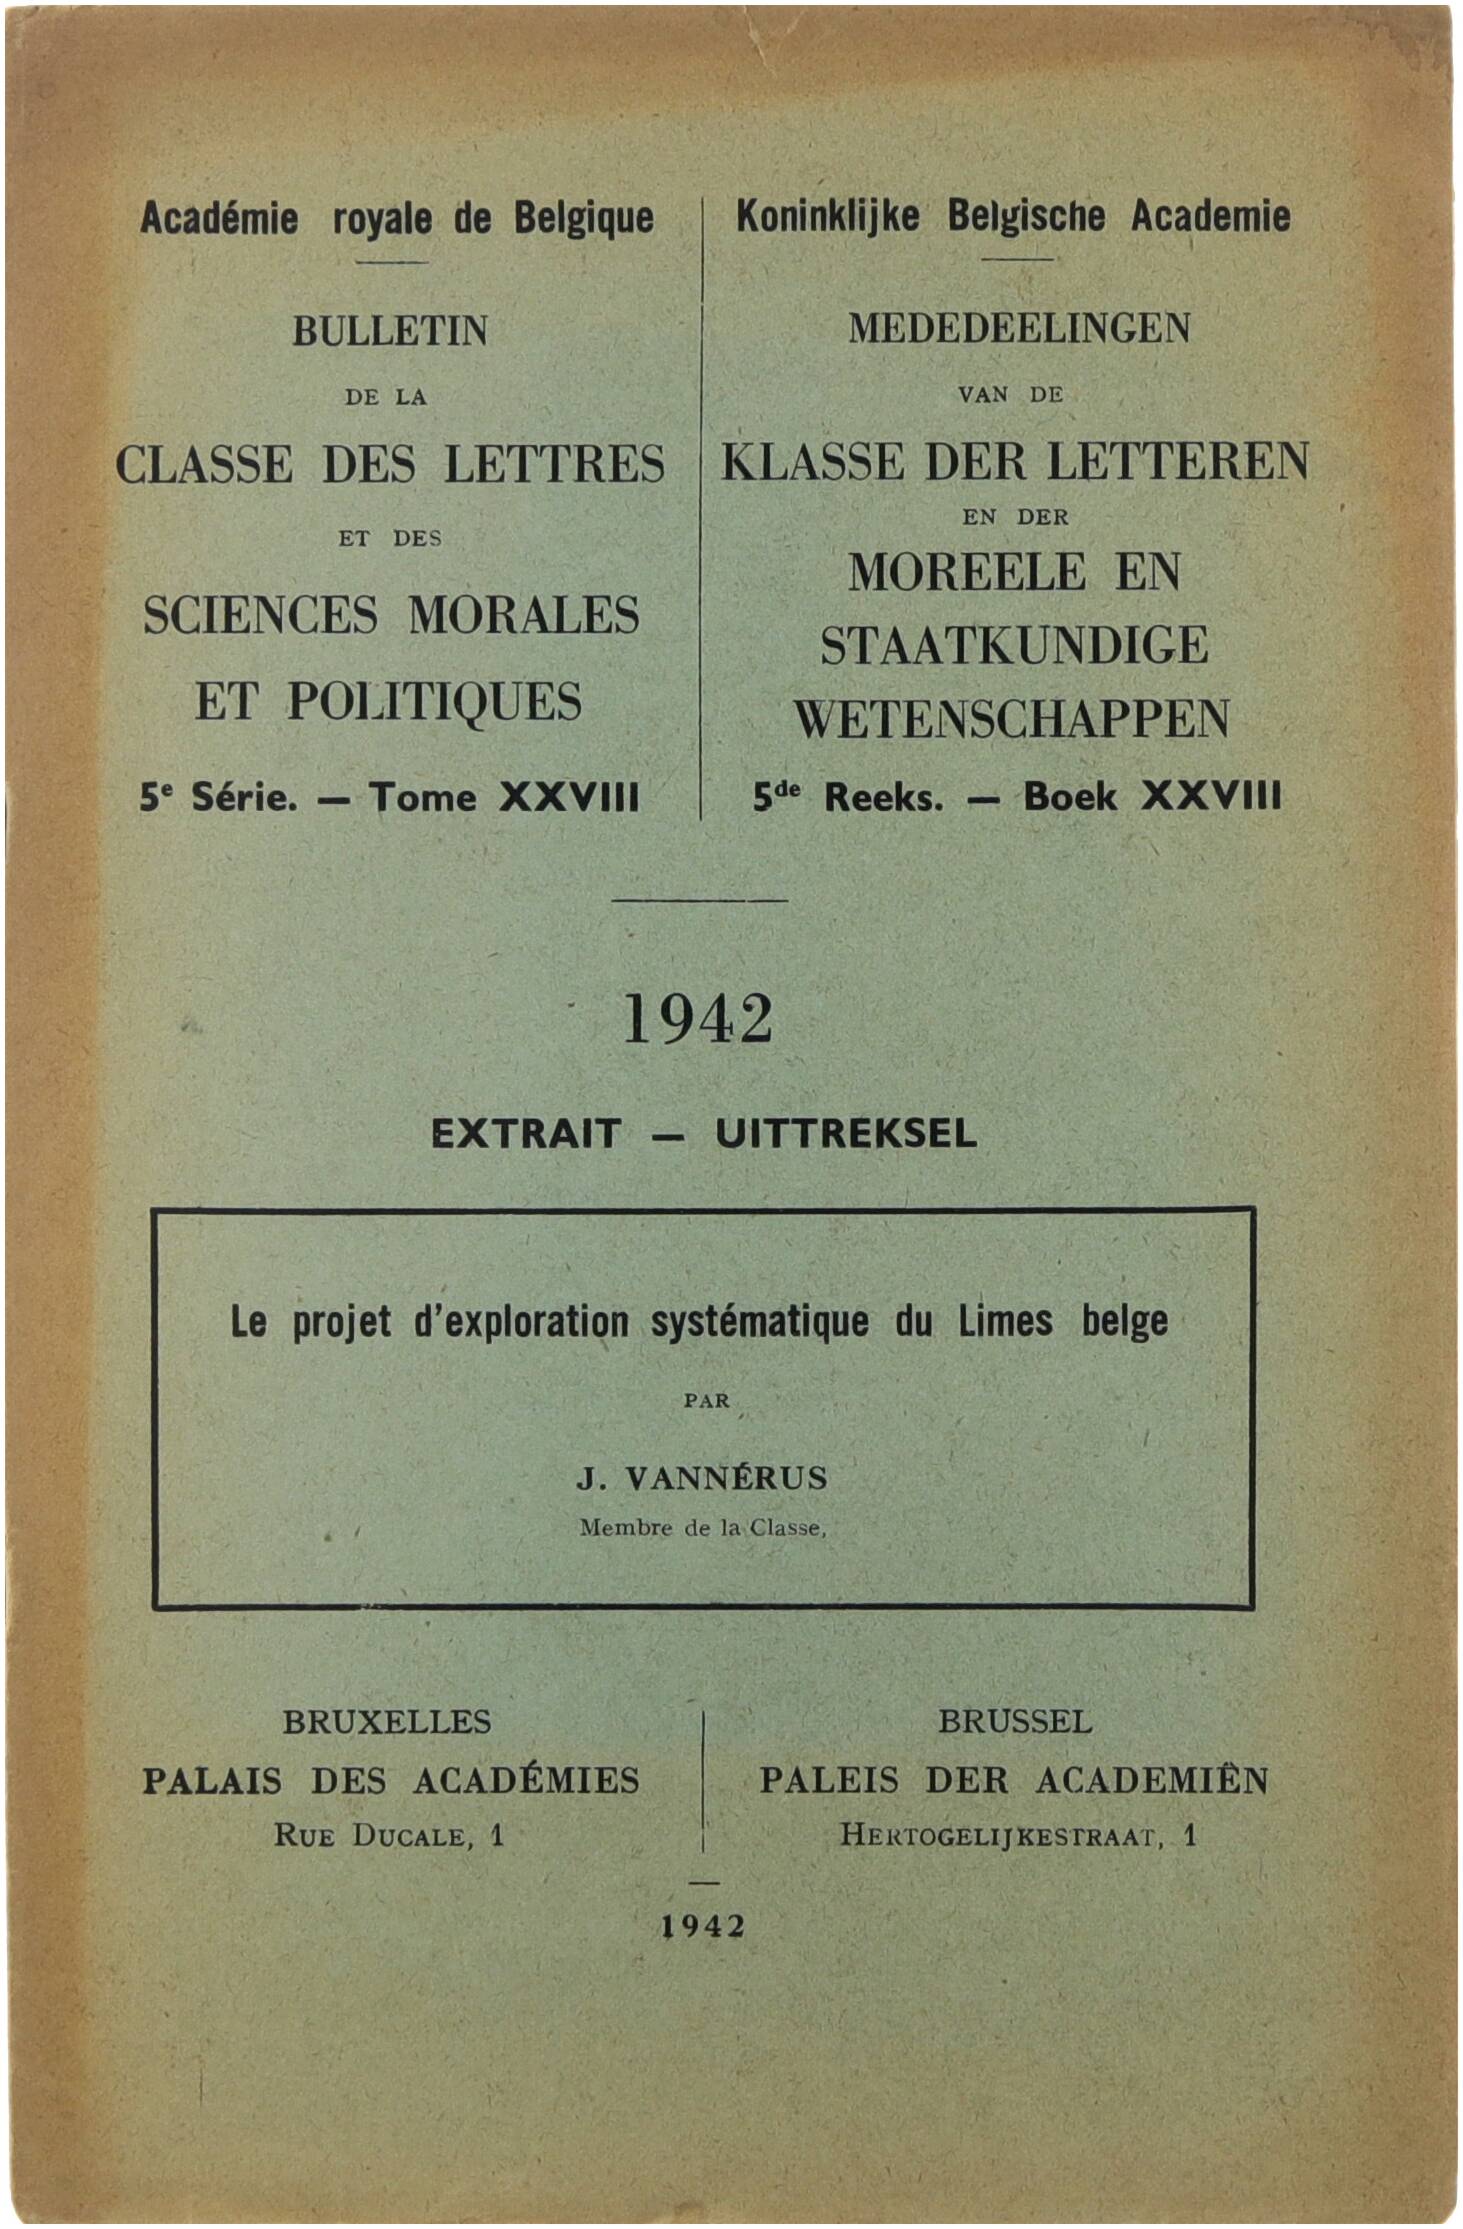 Académie royale de Belgique
BULLETIN
DE LA
CLASSE DES LETTRES
ET DES
SCIENCES MORALES
ET POLITIQUES
5e Série. — Tome XXVIII
Koninklijke Belgische Academie
MEDEDEELINGEN
VAN DE
KLASSE DER LETTEREN
EN DER
MOREELE EN
STAATKUNDIGE
WETENSCHAPPEN
5de Reeks. — Boek XXVIII
1942
EXTRAIT — UITTREKSEL
Le projet d'exploration systématique du Limes belge
PAR
J. VANNÉRUS
Membre de la Classe,
BRUXELLES
PALAIS DES ACADÉMIES
RUE DUCALE, 1
BRUSSEL
PALEIS DER ACADEMIÊN
HERTOGELIJKESTRAAT, 1
1942